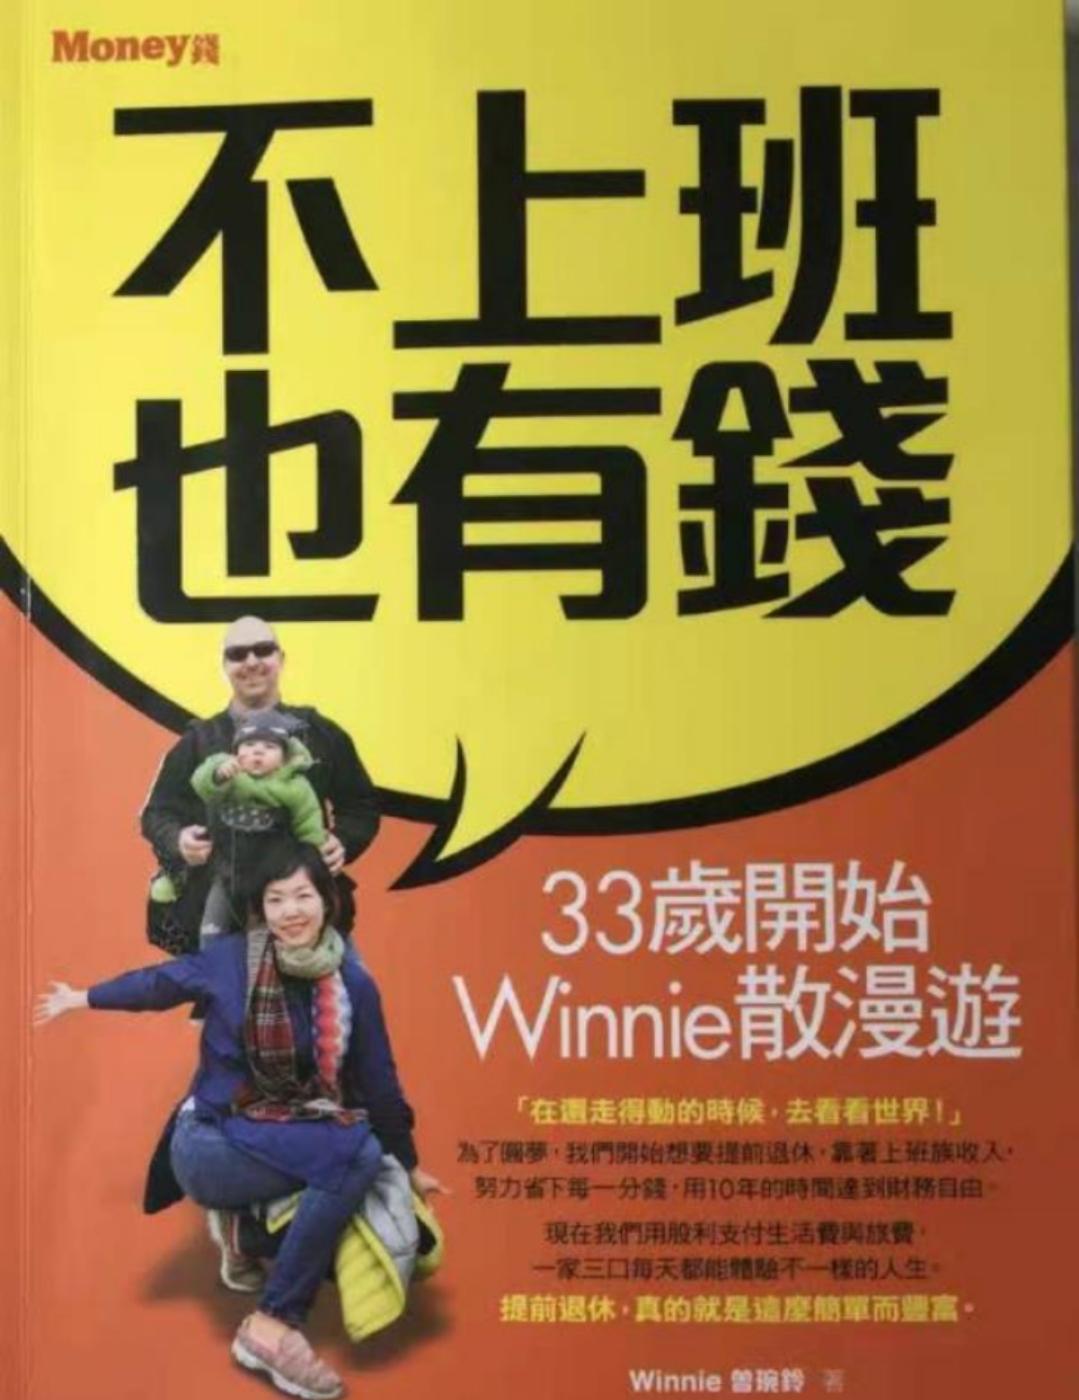 Money錢
不上班
也有錢
33歲開始
Winnie散漫遊
「在還走得動的時候，去看看世界！」
為了圓夢，我們開始想要提前退休，靠著上班族收入，
努力省下每一分錢，用10年的時間達到財務自由。
現在我們用股利支付生活費與旅費，
一家三口每天都能體驗不一樣的人生。
提前退休，真的就是這麼簡單而豐富。
Winnie 曾琬鈴 著